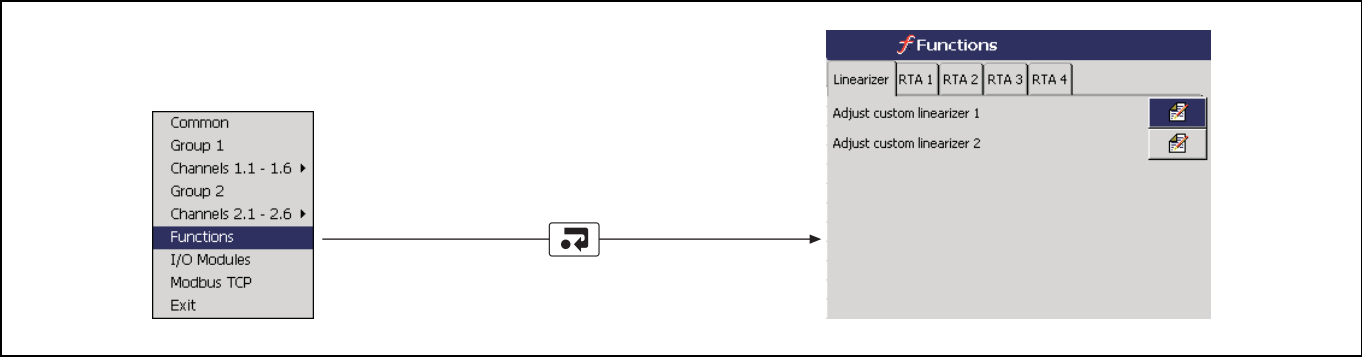 Common
Group 1
Channels 1.1 - 1.6
Group 2
Channels 2.1 - 2.6
Functions
I/O Modules
Modbus TCP
Exit
Functions
Linearizer RTA 1 RTA 2 RTA 3 RTA 4
Adjust custom linearizer 1
Adjust custom linearizer 2